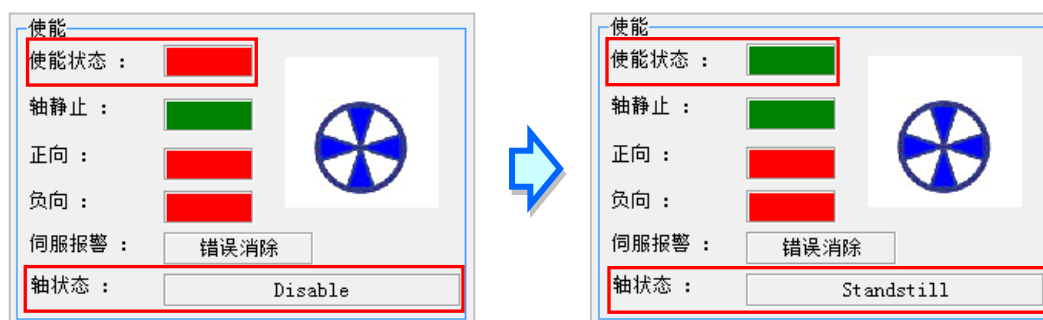 使能
使能状态 :
轴静止 :
正向 :
负向 :
伺服报警 : 错误消除
轴状态 : Disable
使能
使能状态 :
轴静止 :
正向 :
负向 :
伺服报警 : 错误消除
轴状态 : Standstill